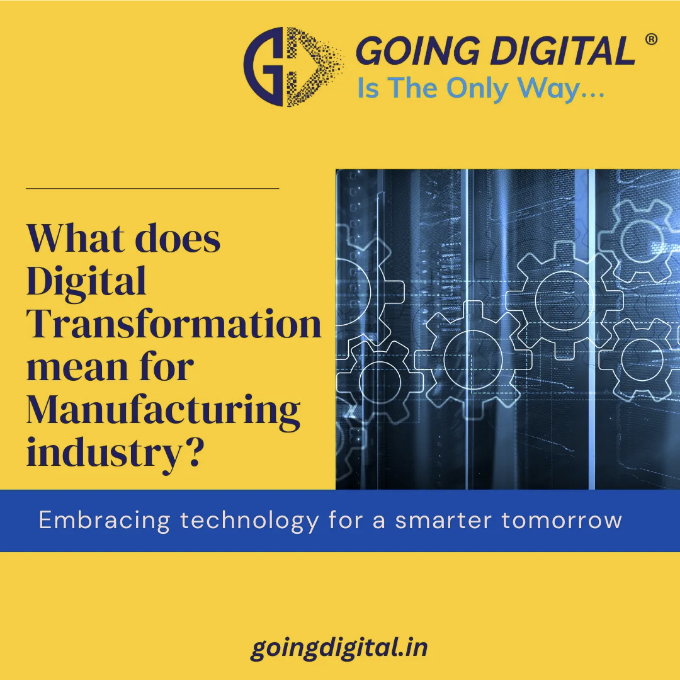 GOING DIGITAL ®
Is The Only Way...
What does
Digital
Transformation
mean for
Manufacturing
industry?
Embracing technology for a smarter tomorrow
goingdigital.in